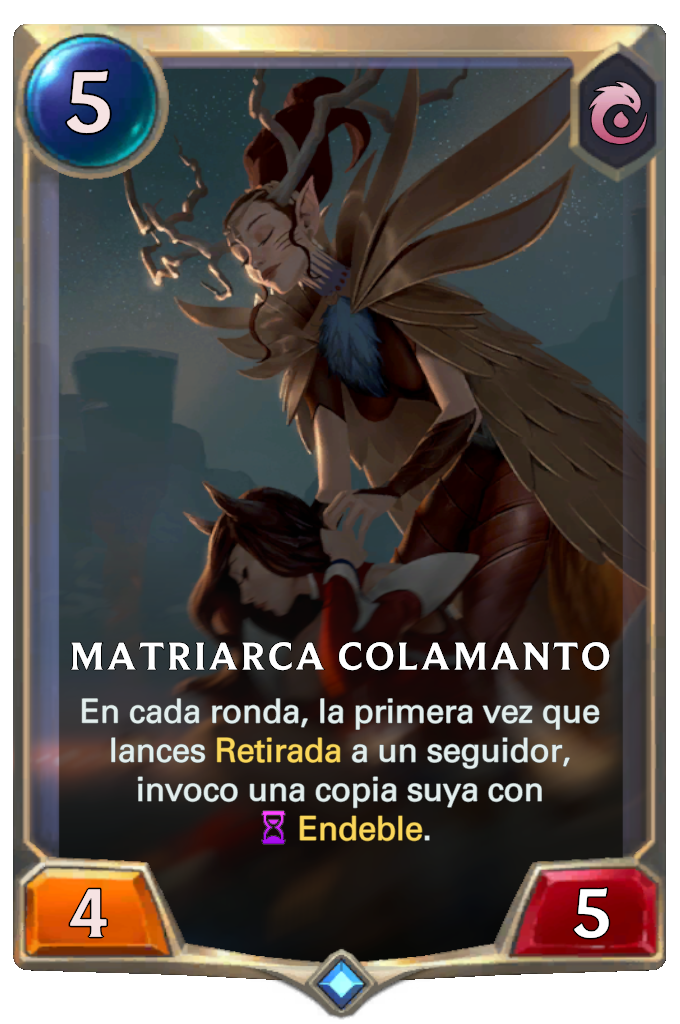 5
MATRIARCA COLAMANTO
En cada ronda, la primera vez que
lances Retirada a un seguidor,
invoco una copia suya con
Endeble.
4
5